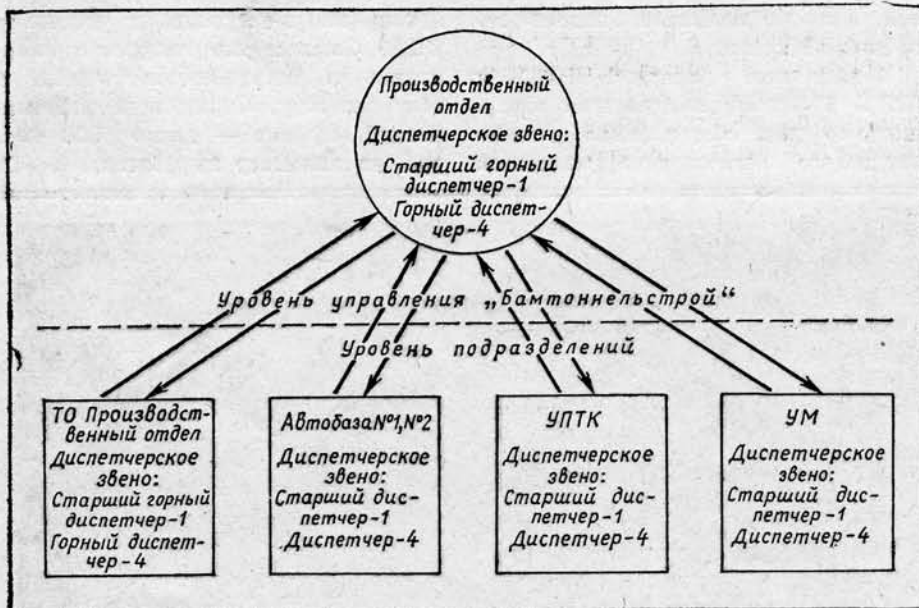 Производственный
отдел
Диспетчерское звено:
Старший горный
диспетчер-1
Горный диспет-
чер-4
Уровень управления „Бамтоннельстрой“
Уровень подразделений
ТО Производст-
венный отдел
Диспетчерское
звено:
Старший горный
диспетчер-1
Горный диспет-
чер-4
Автобаза №1, №2
Диспетчерское
звено:
Старший дис-
петчер-1
Диспетчер-4
УПТК
Диспетчерское
звено:
Старший дис-
петчер-1
Диспетчер-4
УМ
Диспетчерское
звено:
Старший дис-
петчер-1
Диспетчер-4